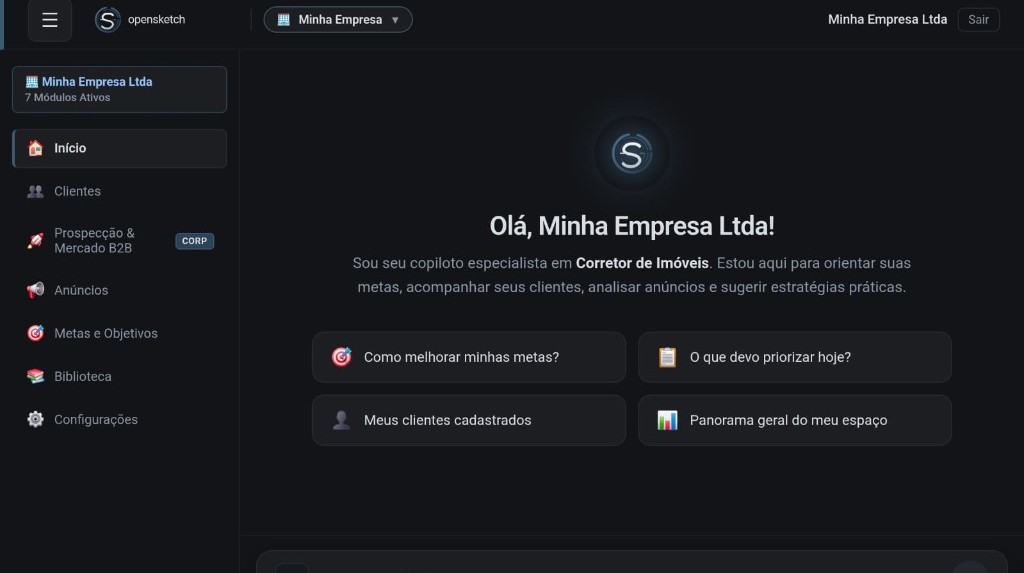 opensketch
Minha Empresa ▼
Minha Empresa Ltda
Sair
Minha Empresa Ltda
7 Módulos Ativos
Início
Clientes
Prospecção &
Mercado B2B
CORP
Anúncios
Metas e Objetivos
Biblioteca
Configurações
Olá, Minha Empresa Ltda!
Sou seu copiloto especialista em Corretor de Imóveis. Estou aqui para orientar suas
metas, acompanhar seus clientes, analisar anúncios e sugerir estratégias práticas.
Como melhorar minhas metas?
O que devo priorizar hoje?
Meus clientes cadastrados
Panorama geral do meu espaço